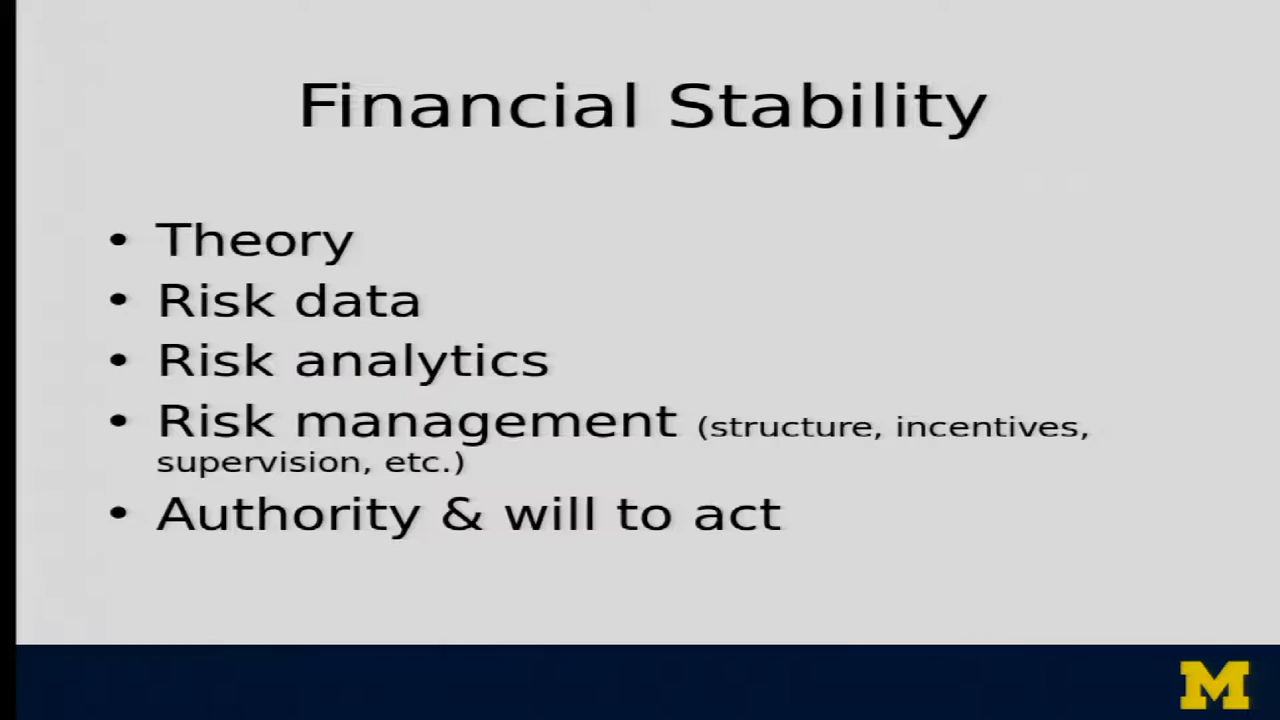 Financial Stability
• Theory
• Risk data
• Risk analytics
• Risk management (structure, incentives,
supervision, etc.)
• Authority & will to act
M